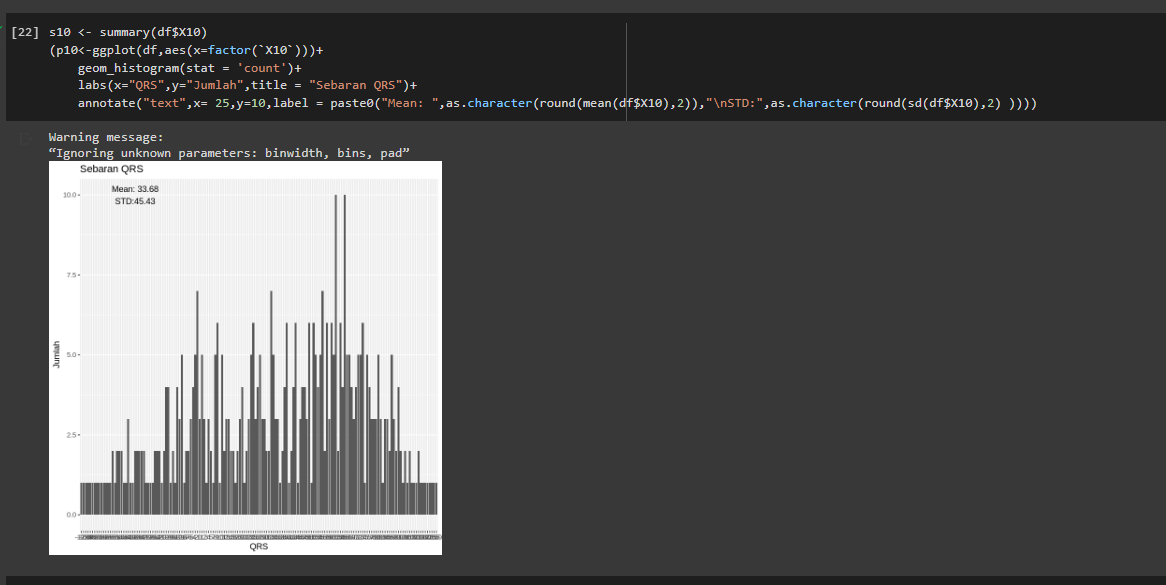 [22] s10 <- summary(df$X10)
(p10<-ggplot(df,aes(x=factor(`X10`)))+
geom_histogram(stat = 'count')+
labs(x="QRS",y="Jumlah",title = "Sebaran QRS")+
annotate("text",x= 25,y=10,label = paste0("Mean: ",as.character(round(mean(df$X10),2)),"\nSTD:",as.character(round(sd(df$X10),2) ))))
Warning message:
“Ignoring unknown parameters: binwidth, bins, pad”
Sebaran QRS
Mean: 33.68
STD:45.43
10.0
7.5
Jumlah
5.0
2.5
0.0
QRS